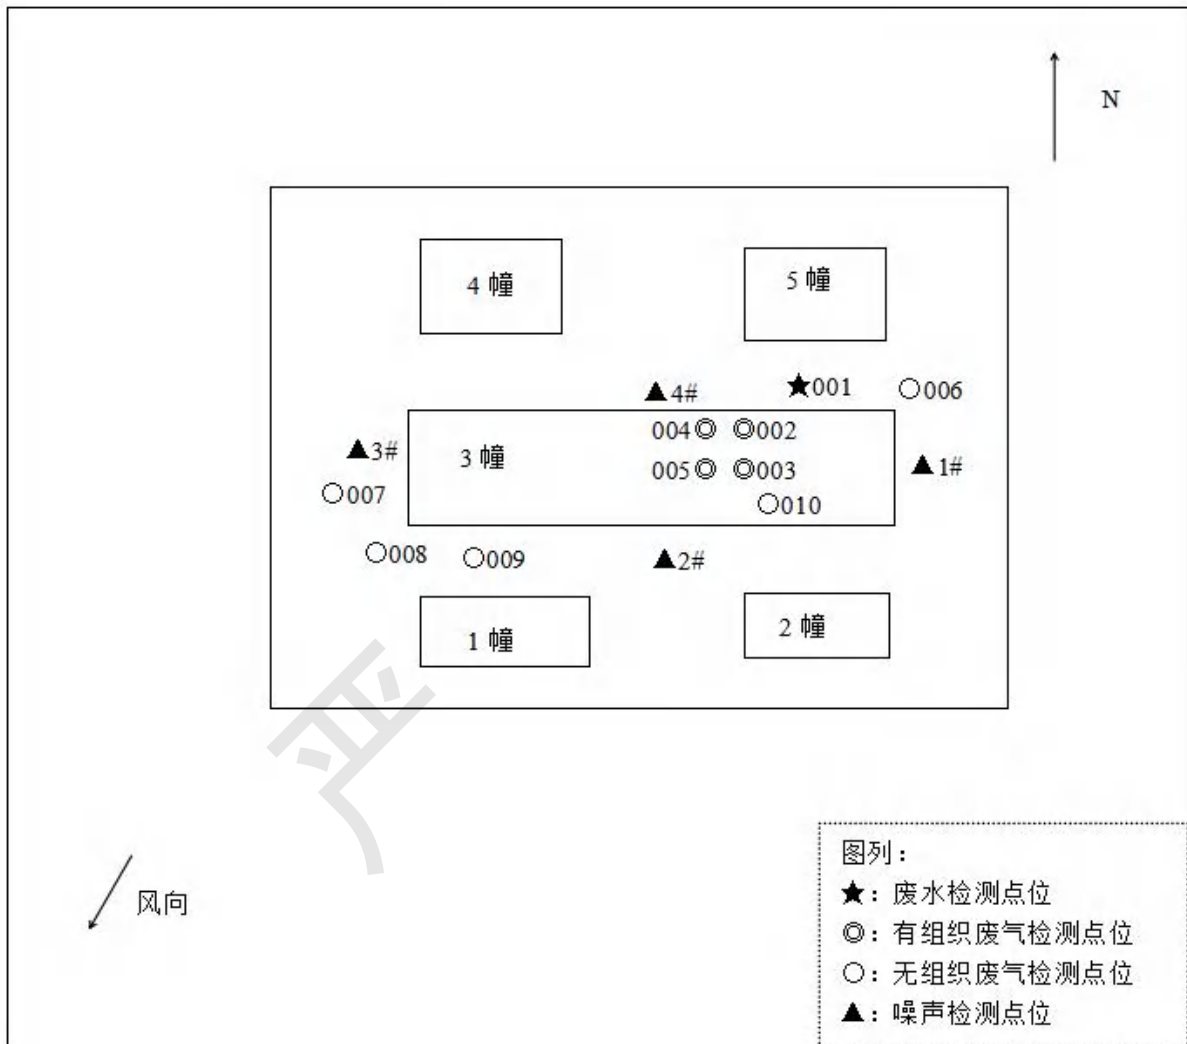 N
4 幢
5 幢
★001
○006
▲4#
004◎ ◎002
▲3#
3 幢
005◎ ◎003
▲1#
○007
○010
○008
○009
▲2#
1 幢
2 幢
严
风向
图列：
★：废水检测点位
◎：有组织废气检测点位
○：无组织废气检测点位
▲：噪声检测点位